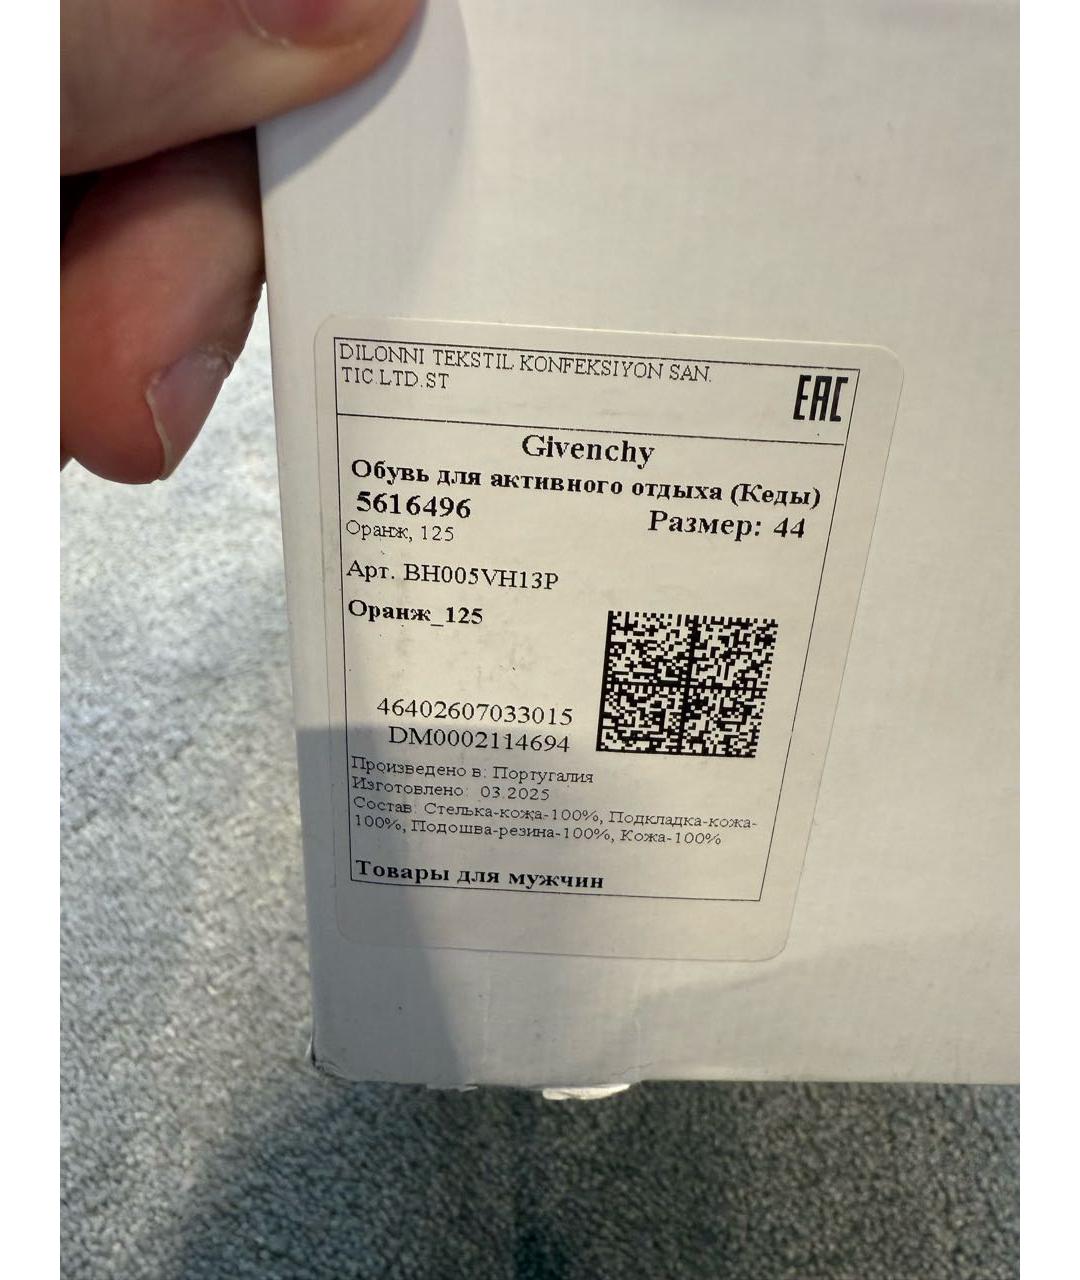 DILONNI TEKSTIL KONFEKSIYON SAN.
TIC.LTD.ST
EAC
Givenchy
Обувь для активного отдыха (Кеды)
5616496
Размер: 44
Оранж, 125
Арт. BH005VH13P
Оранж_125
46402607033015
DM0002114694
Произведено в: Португалия
Изготовлено: 03.2025
Состав: Стелька-кожа-100%, Подкладка-кожа-
100%, Подошва-резина-100%, Кожа-100%
Товары для мужчин